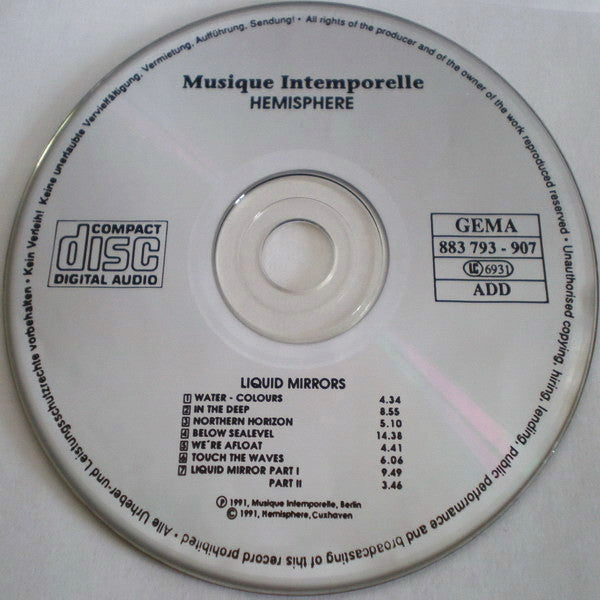 Alle Urheber-und Leistungsschutzrechte vorbehalten • Kein Verleih! Keine unerlaubte Vervielfältigung, Vermietung, Aufführung, Sendung! • All rights of the producer and of the owner of the work reproduced reserved • Unauthorised copying, hiring, lending, public performance and broadcasting of this record prohibited •
Musique Intemporelle
HEMISPHERE
COMPACT
disc
DIGITAL AUDIO
GEMA
883 793 - 907
LC 6931
ADD
LIQUID MIRRORS
1 WATER - COLOURS 4.34
2 IN THE DEEP 8.55
3 NORTHERN HORIZON 5.10
4 BELOW SEALEVEL 14.38
5 WE'RE AFLOAT 4.41
6 TOUCH THE WAVES 6.06
7 LIQUID MIRROR PART I 9.49
PART II 3.46
Ⓟ 1991, Musique Intemporelle, Berlin
© 1991, Hemisphere, Cuxhaven